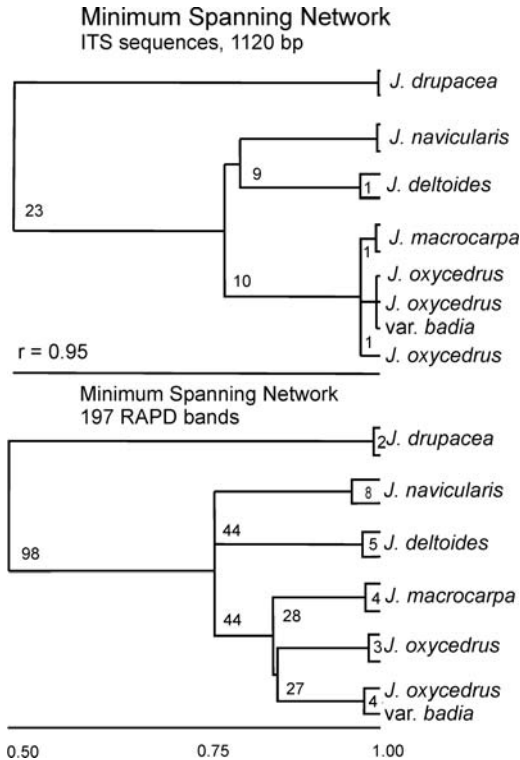 Minimum Spanning Network
ITS sequences, 1120 bp
J. drupacea
J. navicularis
9
1 J. deltoides
23
J. macrocarpa
1
J. oxycedrus
10
J. oxycedrus
var. badia
1
J. oxycedrus
r = 0.95
Minimum Spanning Network
197 RAPD bands
2 J. drupacea
8 J. navicularis
44
5 J. deltoides
98
4 J. macrocarpa
44 28
3 J. oxycedrus
27
4 J. oxycedrus
var. badia
0.50 0.75 1.00